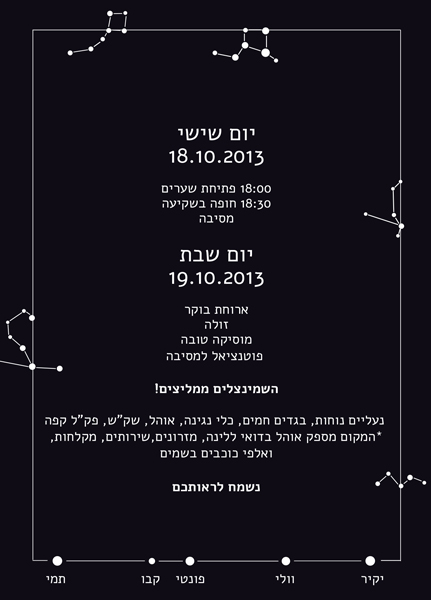 יום שישי
18.10.2013
18:00 פתיחת שערים
18:30 חופה בשקיעה
מסיבה
יום שבת
19.10.2013
ארוחת בוקר
זולה
מוסיקה טובה
פוטנציאל למסיבה
השמינצלים ממליצים!
נעליים נוחות, בגדים חמים, כלי נגינה, אוהל, שק"ש, פק"ל קפה
*המקום מספק אוהל בדואי ללינה, מזרונים,שירותים, מקלחות,
ואלפי כוכבים בשמים
נשמח לראותכם
יקיר וולי פונטי קבו תמי